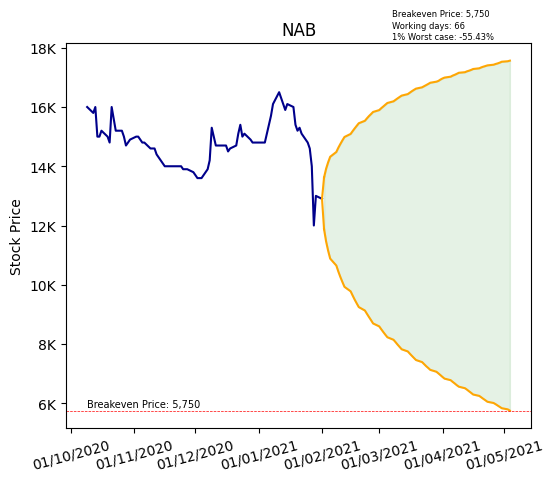 Breakeven Price: 5,750
Working days: 66
1% Worst case: -55.43%
NAB
18K
16K
14K
12K
10K
8K
6K
Stock Price
Breakeven Price: 5,750
01/10/2020
01/11/2020
01/12/2020
01/01/2021
01/02/2021
01/03/2021
01/04/2021
01/05/2021